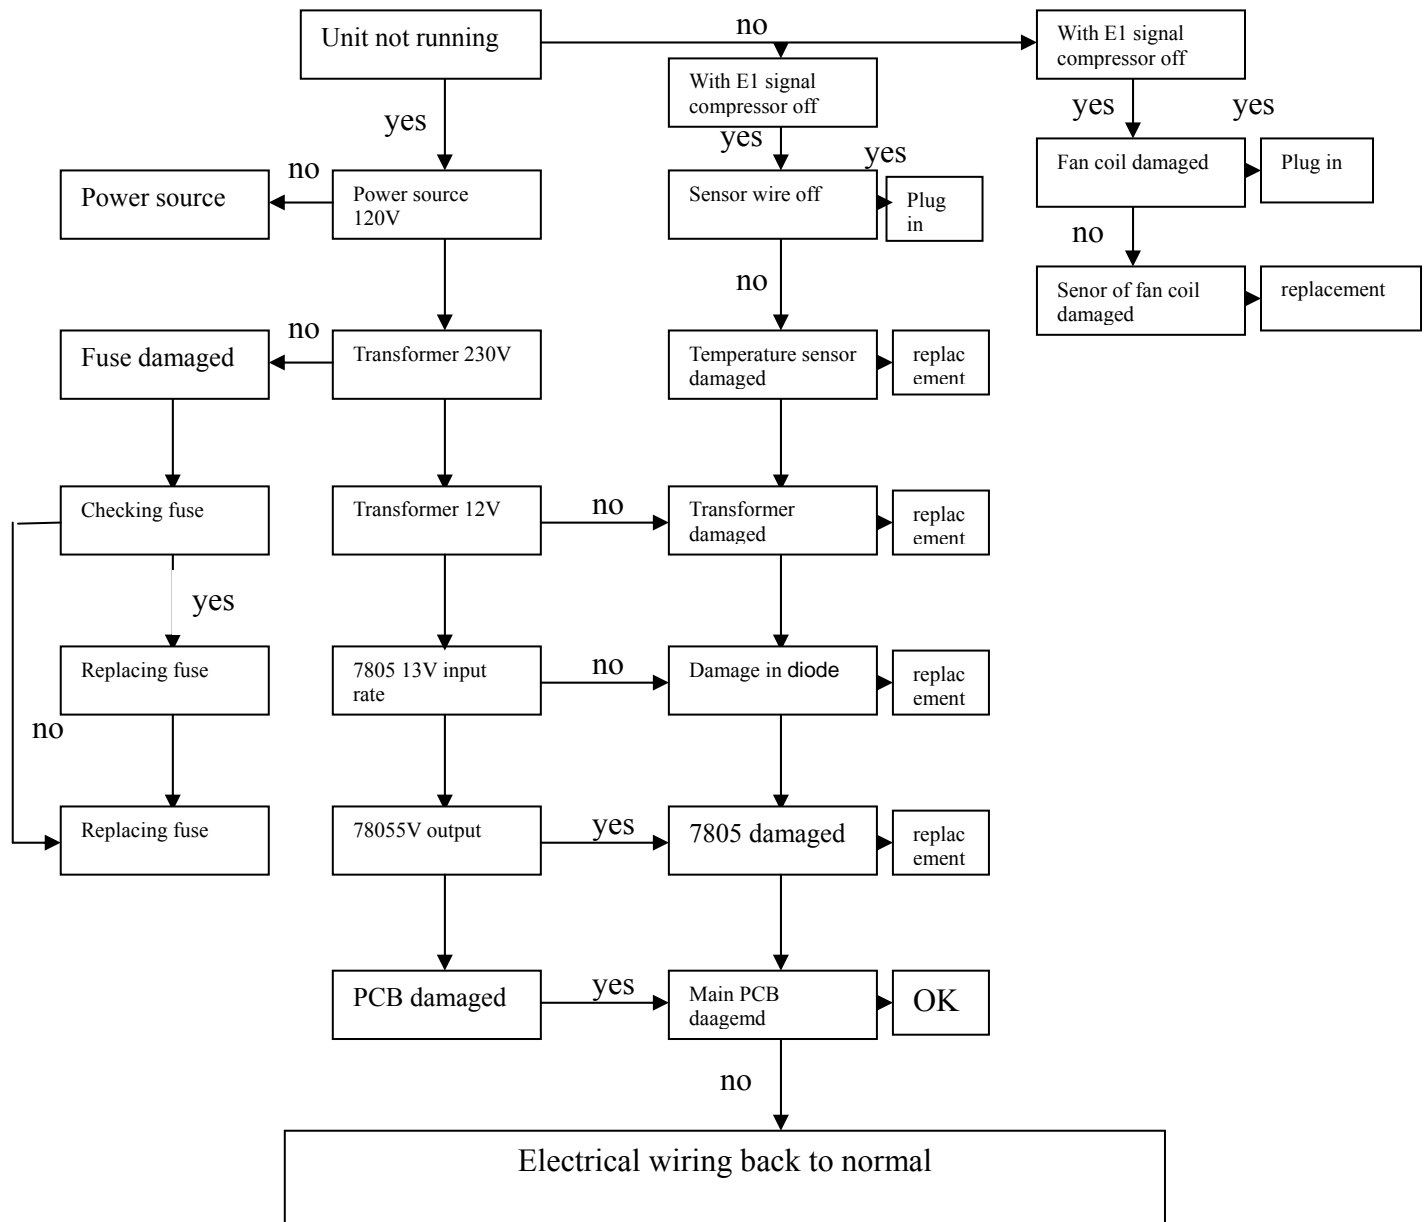 Unit not running
no
With E1 signal
compressor off
With E1 signal
compressor off
yes
yes
yes
yes
yes
no
Power source
Power source
120V
Sensor wire off
Plug
in
Fan coil damaged
Plug in
no
no
Senor of fan coil
damaged
replacement
no
Fuse damaged
Transformer 230V
Temperature sensor
damaged
replac
ement
Checking fuse
Transformer 12V
no
Transformer
damaged
replac
ement
yes
Replacing fuse
7805 13V input
rate
no
Damage in diode
replac
ement
no
Replacing fuse
78055V output
yes
7805 damaged
replac
ement
PCB damaged
yes
Main PCB
daagemd
OK
no
Electrical wiring back to normal